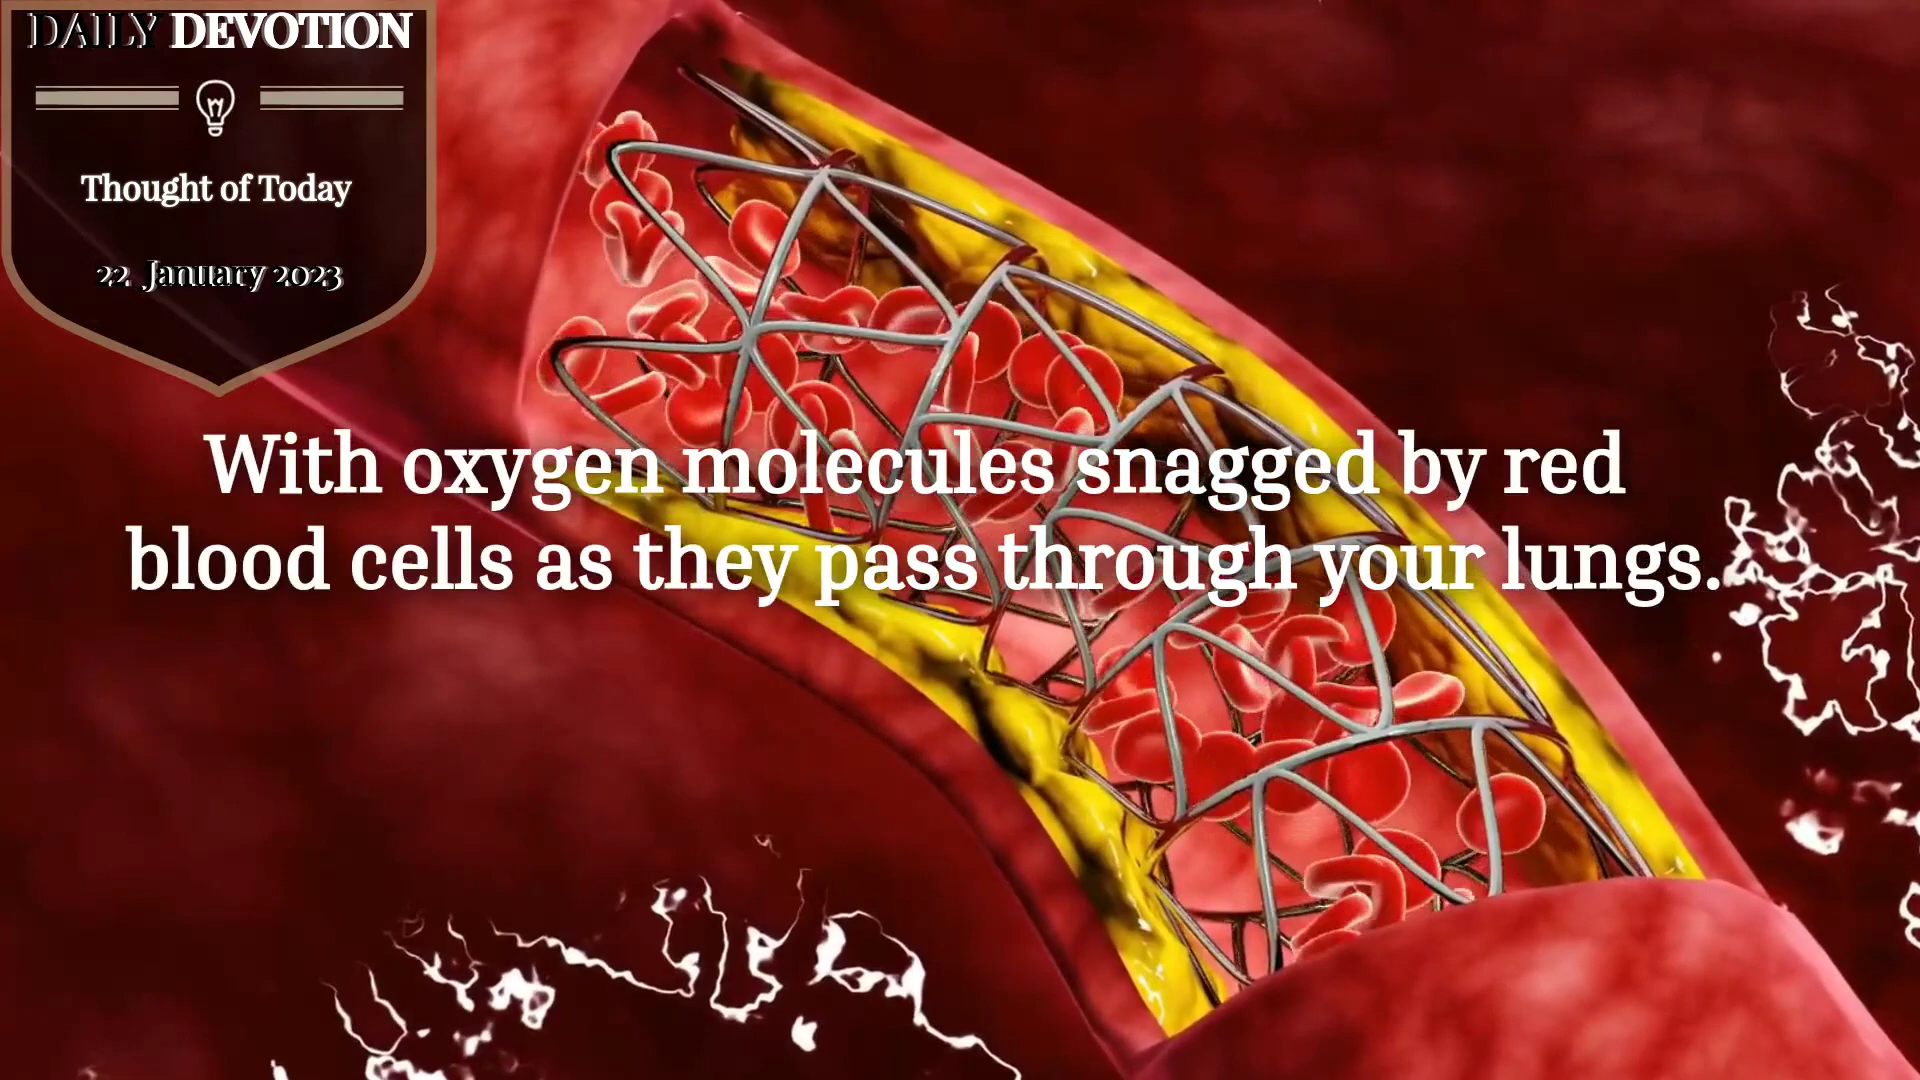 DAILY DEVOTION
Thought of Today
22. January 2023
With oxygen molecules snagged by red
blood cells as they pass through your lungs.